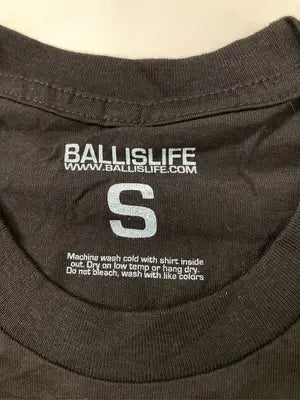 BALLISLIFE
WWW.BALLISLIFE.COM
S
Machine wash cold with shirt inside
out. Dry on low temp or hang dry.
Do not bleach, wash with like colors